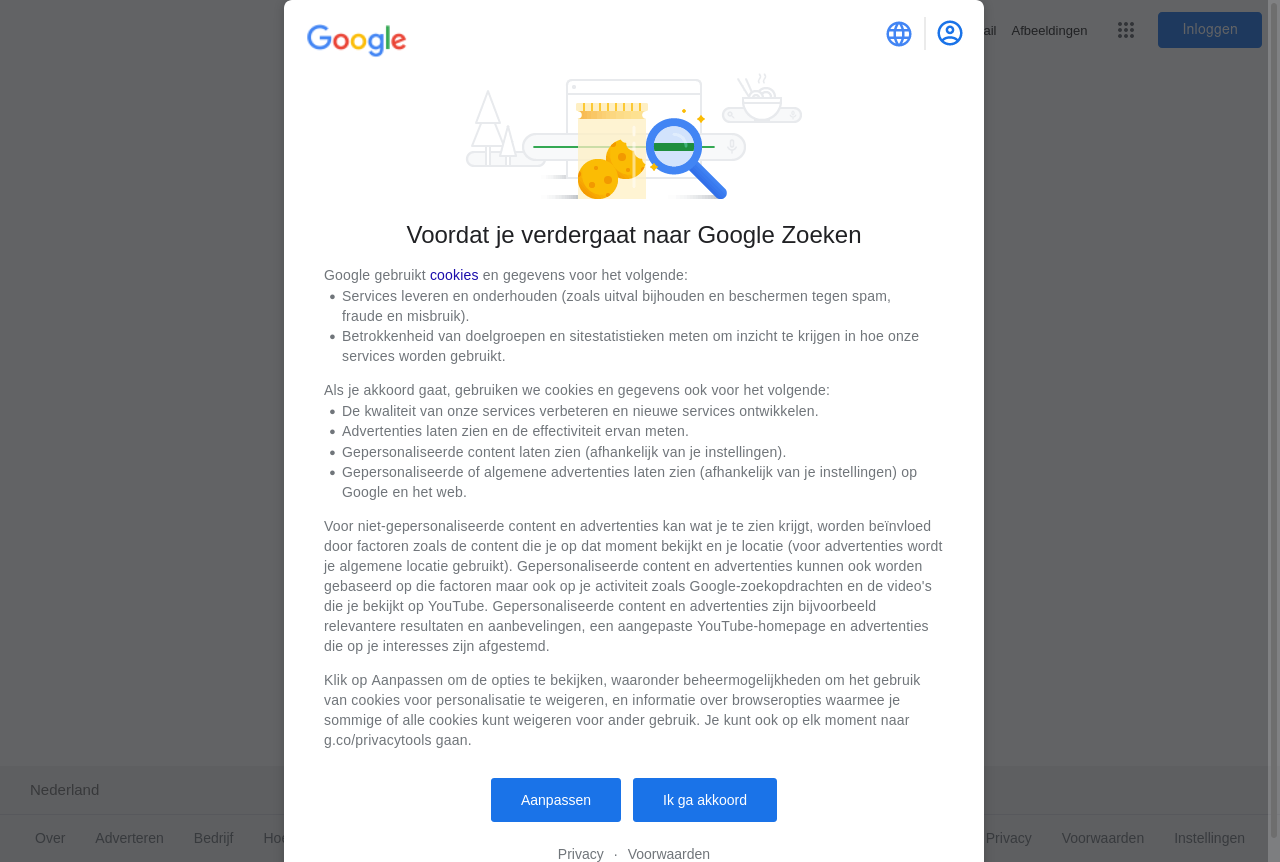 Google
ail Afbeeldingen Inloggen
Voordat je verdergaat naar Google Zoeken
Google gebruikt cookies en gegevens voor het volgende:
Services leveren en onderhouden (zoals uitval bijhouden en beschermen tegen spam,
fraude en misbruik).
Betrokkenheid van doelgroepen en sitestatistieken meten om inzicht te krijgen in hoe onze
services worden gebruikt.
Als je akkoord gaat, gebruiken we cookies en gegevens ook voor het volgende:
De kwaliteit van onze services verbeteren en nieuwe services ontwikkelen.
Advertenties laten zien en de effectiviteit ervan meten.
Gepersonaliseerde content laten zien (afhankelijk van je instellingen).
Gepersonaliseerde of algemene advertenties laten zien (afhankelijk van je instellingen) op
Google en het web.
Voor niet-gepersonaliseerde content en advertenties kan wat je te zien krijgt, worden beïnvloed
door factoren zoals de content die je op dat moment bekijkt en je locatie (voor advertenties wordt
je algemene locatie gebruikt). Gepersonaliseerde content en advertenties kunnen ook worden
gebaseerd op die factoren maar ook op je activiteit zoals Google-zoekopdrachten en de video's
die je bekijkt op YouTube. Gepersonaliseerde content en advertenties zijn bijvoorbeeld
relevantere resultaten en aanbevelingen, een aangepaste YouTube-homepage en advertenties
die op je interesses zijn afgestemd.
Klik op Aanpassen om de opties te bekijken, waaronder beheermogelijkheden om het gebruik
van cookies voor personalisatie te weigeren, en informatie over browseropties waarmee je
sommige of alle cookies kunt weigeren voor ander gebruik. Je kunt ook op elk moment naar
g.co/privacytools gaan.
Aanpassen Ik ga akkoord
Nederland
Over Adverteren Bedrijf Hoe Privacy Voorwaarden Instellingen
Privacy · Voorwaarden